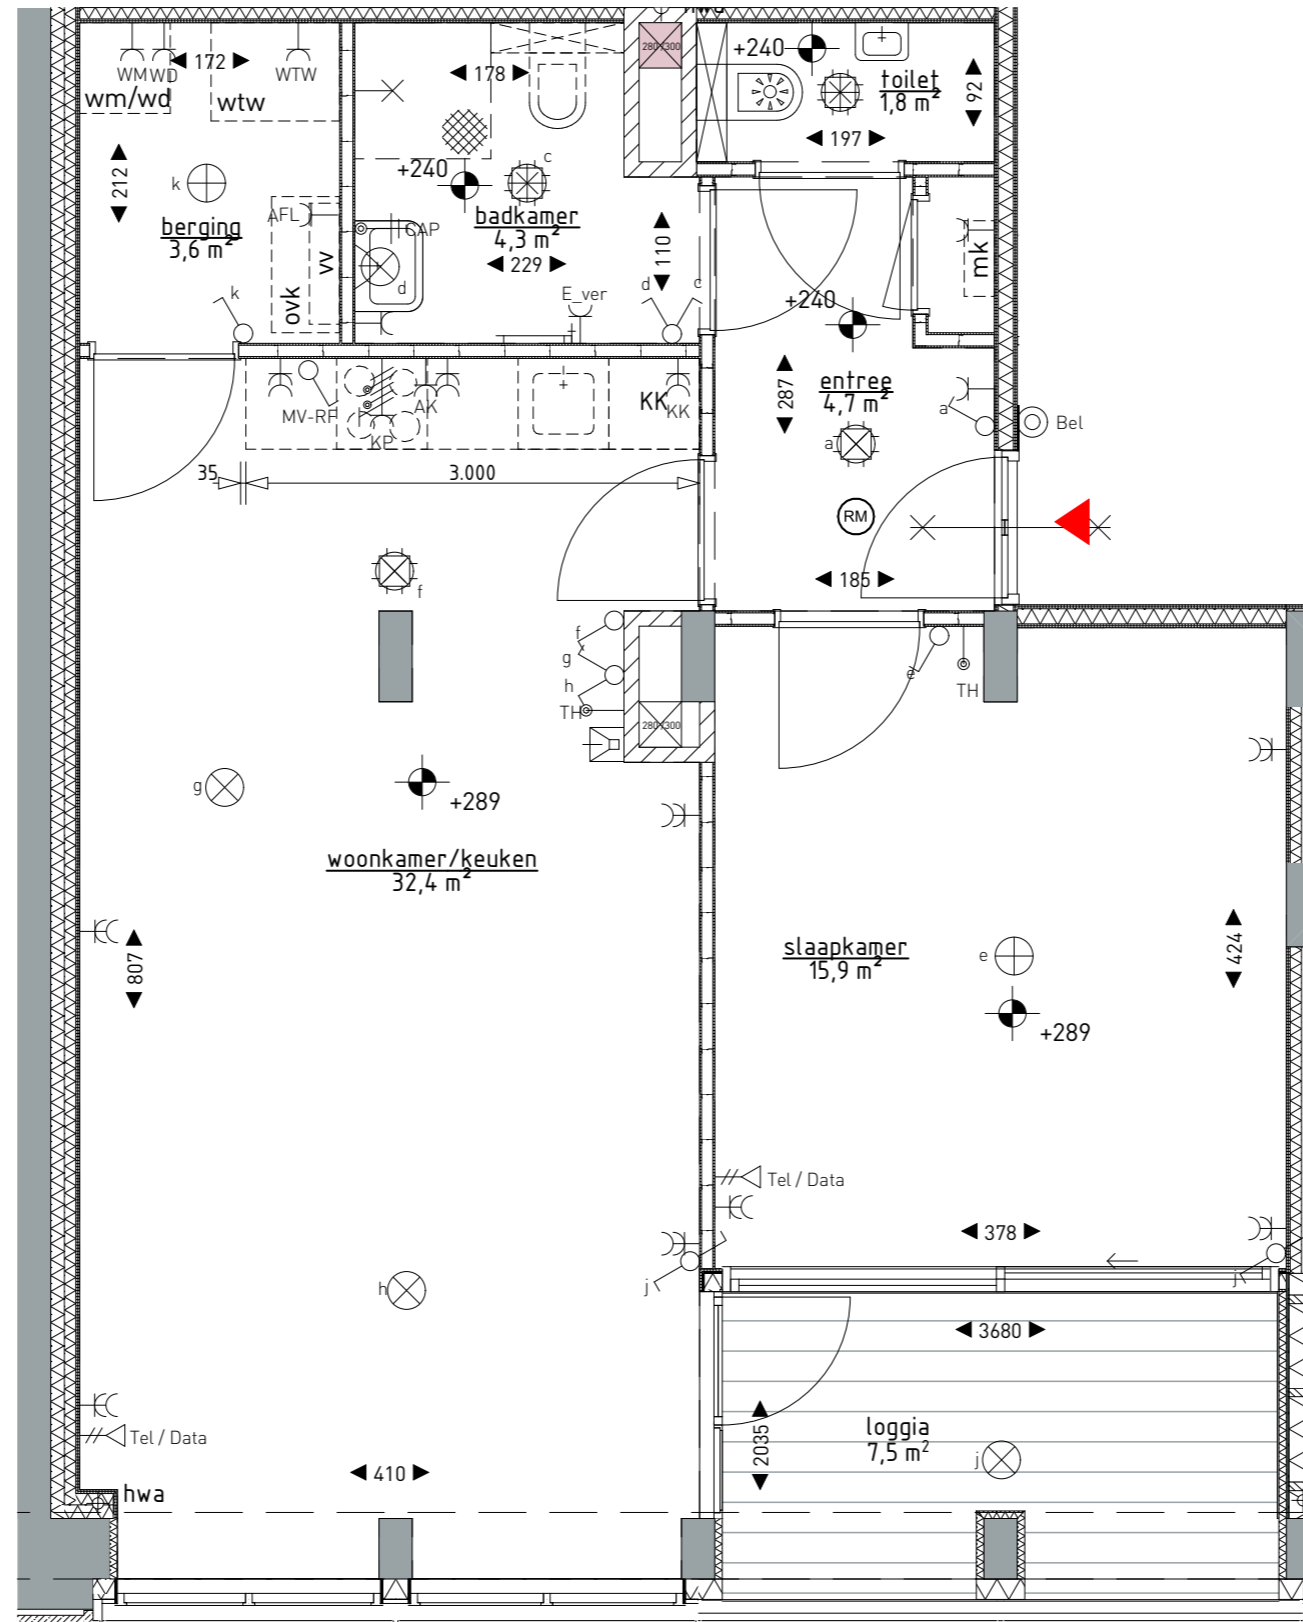 WM WD
172
WTW
wm/wd
wtw
212
k
berging
3,6 m²
AFL
vv
ovk
k
178
+240
c
badkamer
4,3 m²
229
CAP
d
E_ver
110
d
c
280/300
+240
toilet
1,8 m²
92
197
mk
+240
287
entree
4,7 m²
a
a
Bel
RM
185
MV-RF
KP
AK
KK
KK
35
3.000
f
f
g
h
TH
280/300
e
TH
g
+289
woonkamer/keuken
32,4 m²
807
slaapkamer
15,9 m²
e
424
+289
Tel / Data
378
h
j
j
3680
2035
loggia
7,5 m²
j
Tel / Data
410
hwa